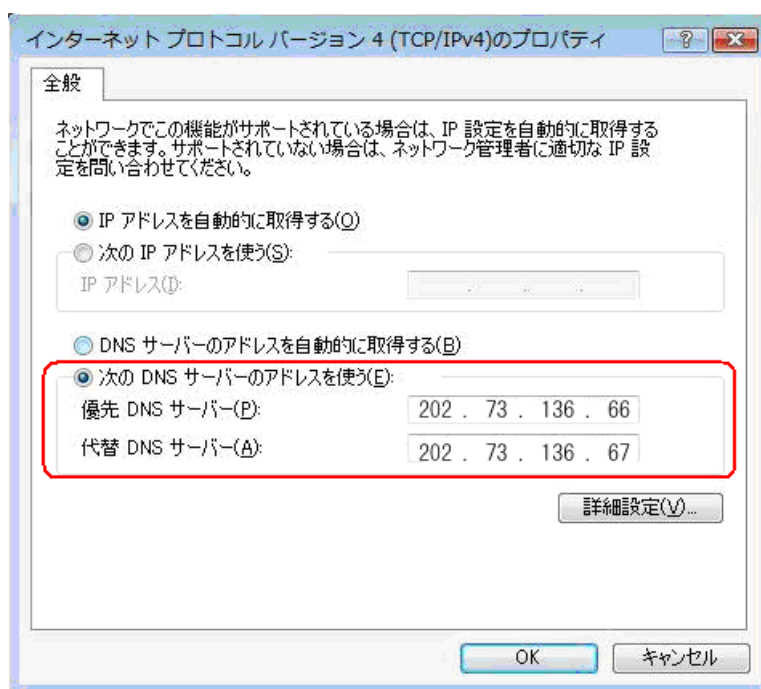 インターネット プロトコル バージョン 4 (TCP/IPv4)のプロパティ
全般
ネットワークでこの機能がサポートされている場合は、IP 設定を自動的に取得する
ことができます。サポートされていない場合は、ネットワーク管理者に適切な IP 設
定を問い合わせてください。
IP アドレスを自動的に取得する(O)
次の IP アドレスを使う(S):
IP アドレス(I):
DNS サーバーのアドレスを自動的に取得する(B)
次の DNS サーバーのアドレスを使う(E):
優先 DNS サーバー(P): 202 . 73 . 136 . 66
代替 DNS サーバー(A): 202 . 73 . 136 . 67
詳細設定(V)...
OK キャンセル